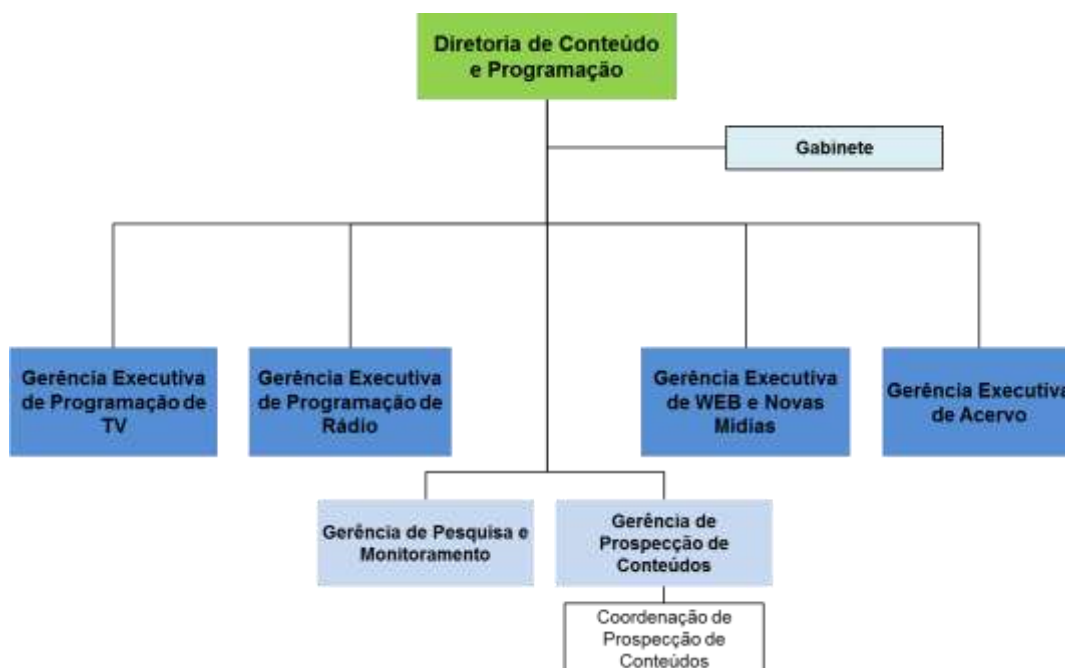 Diretoria de Conteúdo
e Programação
Gabinete
Gerência Executiva
de Programação de
TV
Gerência Executiva
de Programação de
Rádio
Gerência Executiva
de WEB e Novas
Mídias
Gerência Executiva
de Acervo
Gerência de Pesquisa e
Monitoramento
Gerência de
Prospecção de
Conteúdos
Coordenação de
Prospecção de
Conteúdos